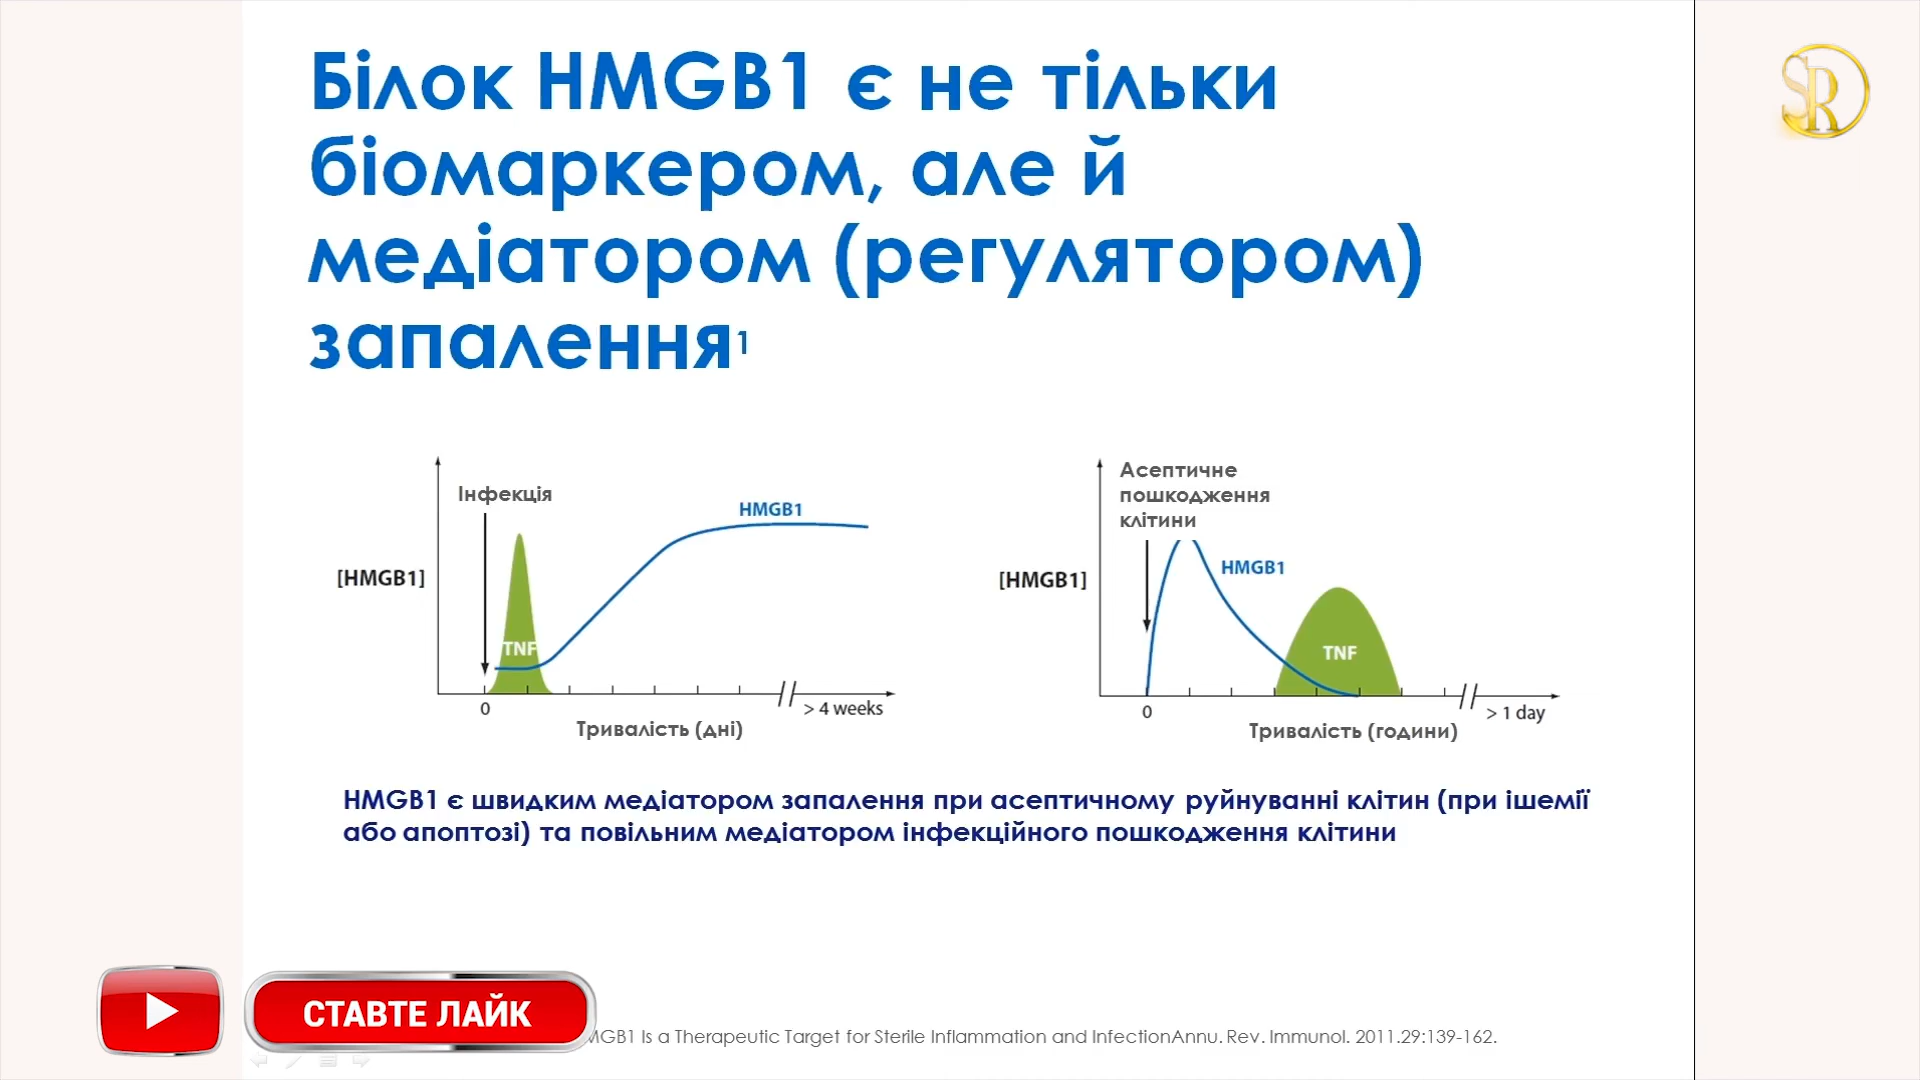 Білок HMGB1 є не тільки
біомаркером, але й
медіатором (регулятором)
запалення1
SR
Інфекція
HMGB1
[HMGB1]
TNF
0
> 4 weeks
Тривалість (дні)
Асептичне
пошкодження
клітини
HMGB1
[HMGB1]
TNF
0
> 1 day
Тривалість (години)
HMGB1 є швидким медіатором запалення при асептичному руйнуванні клітин (при ішемії
або апоптозі) та повільним медіатором інфекційного пошкодження клітини
СТАВТЕ ЛАЙК
MGB1 Is a Therapeutic Target for Sterile Inflammation and InfectionAnnu. Rev. Immunol. 2011.29:139-162.